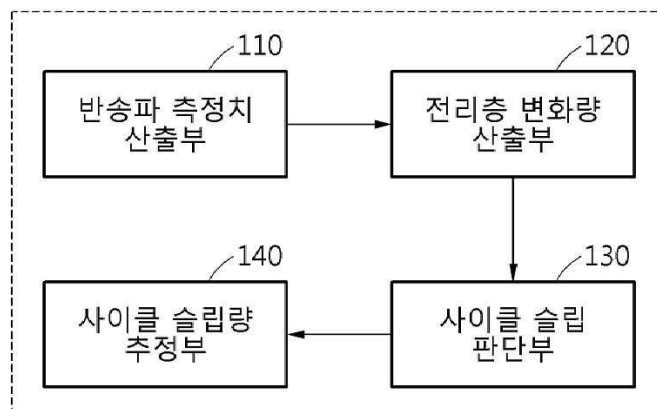 110
반송파 측정치
산출부
120
전리층 변화량
산출부
130
사이클 슬립
판단부
140
사이클 슬립량
추정부